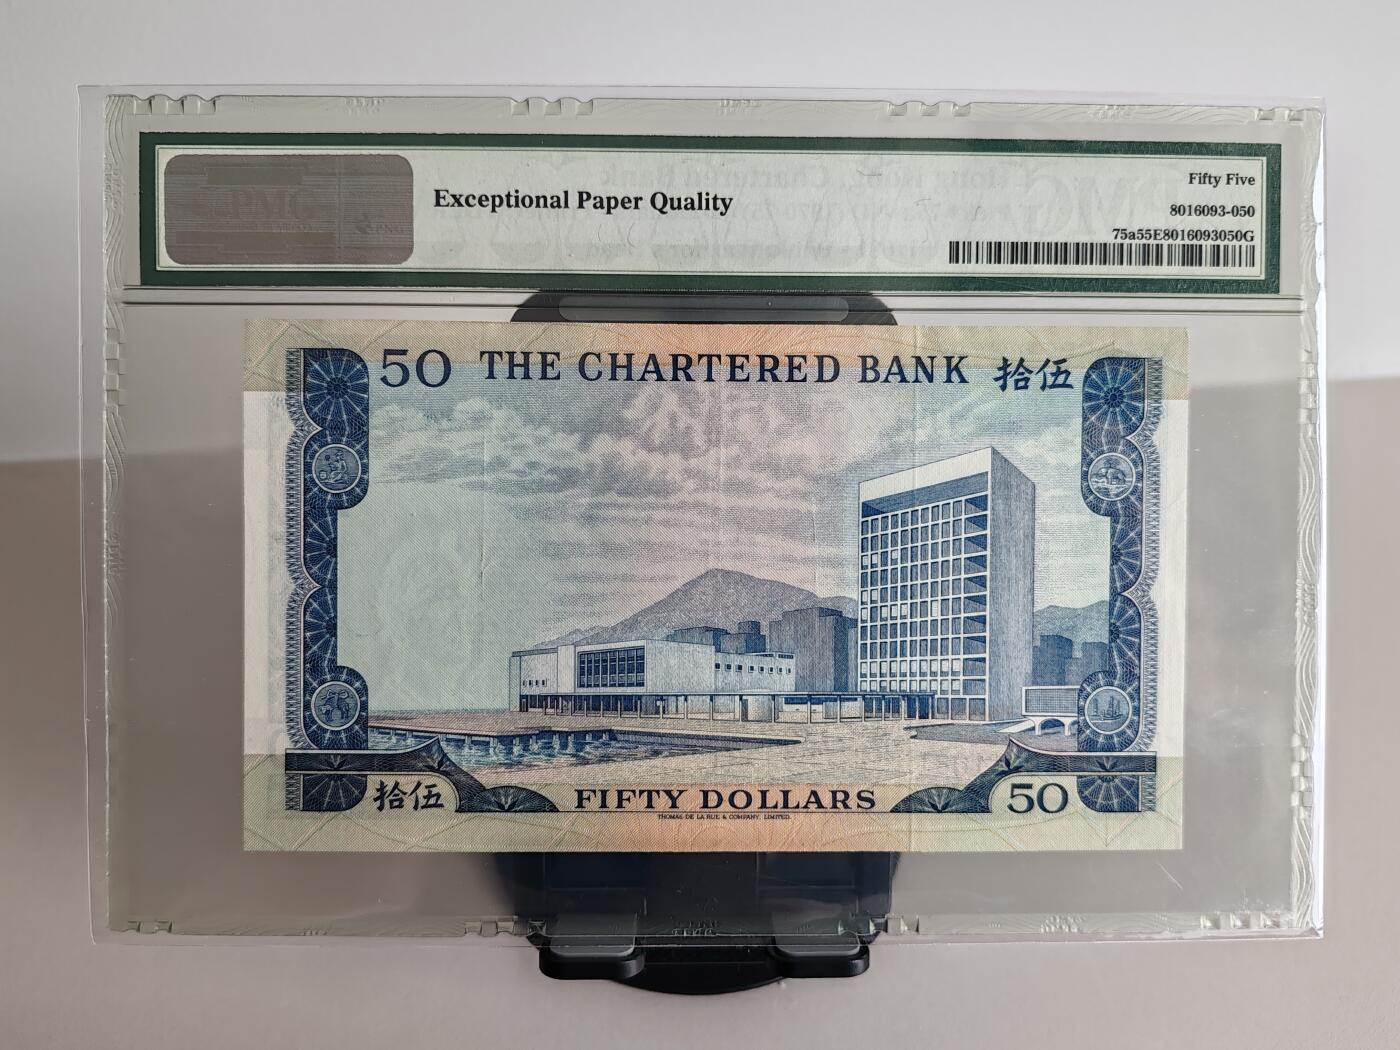 PMG
Exceptional Paper Quality
Fifty Five
8016093-050
75a55E8016093050G
50 THE CHARTERED BANK 拾伍
拾伍 FIFTY DOLLARS 50
THOMAS DE LA RUE & COMPANY, LIMITED.